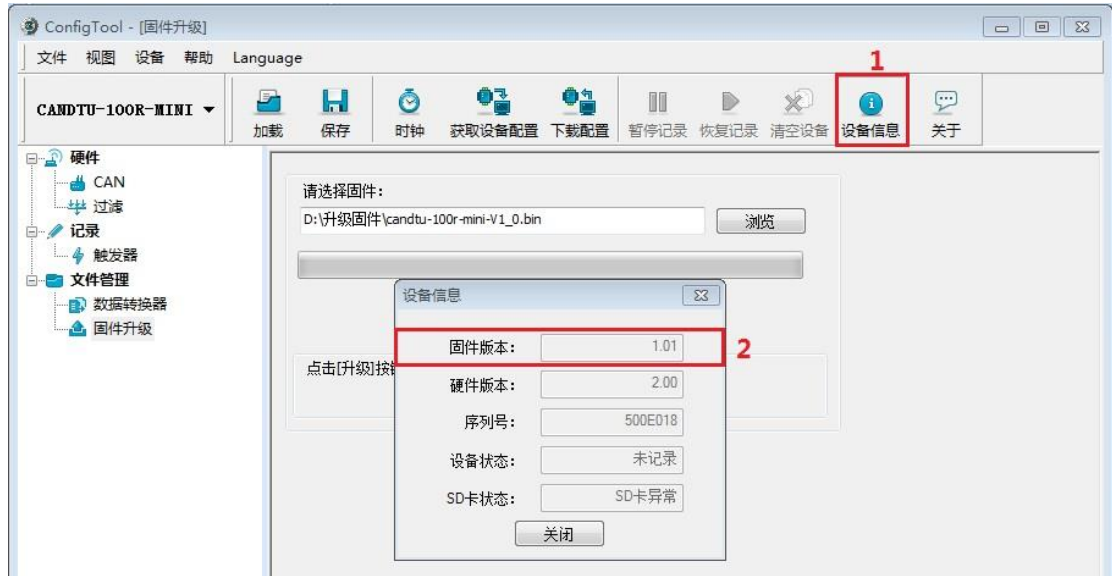 ConfigTool - [固件升级]
文件 视图 设备 帮助 Language
1
CANDTU-100R-MINI
加载 保存 时钟 获取设备配置 下载配置 暂停记录 恢复记录 清空设备 设备信息 关于
硬件
CAN
过滤
记录
触发器
文件管理
数据转换器
固件升级
请选择固件：
D:\升级固件\candtu-100r-mini-V1_0.bin 浏览
点击[升级]按
设备信息
固件版本： 1.01
2
硬件版本： 2.00
序列号： 500E018
设备状态： 未记录
SD卡状态： SD卡异常
关闭